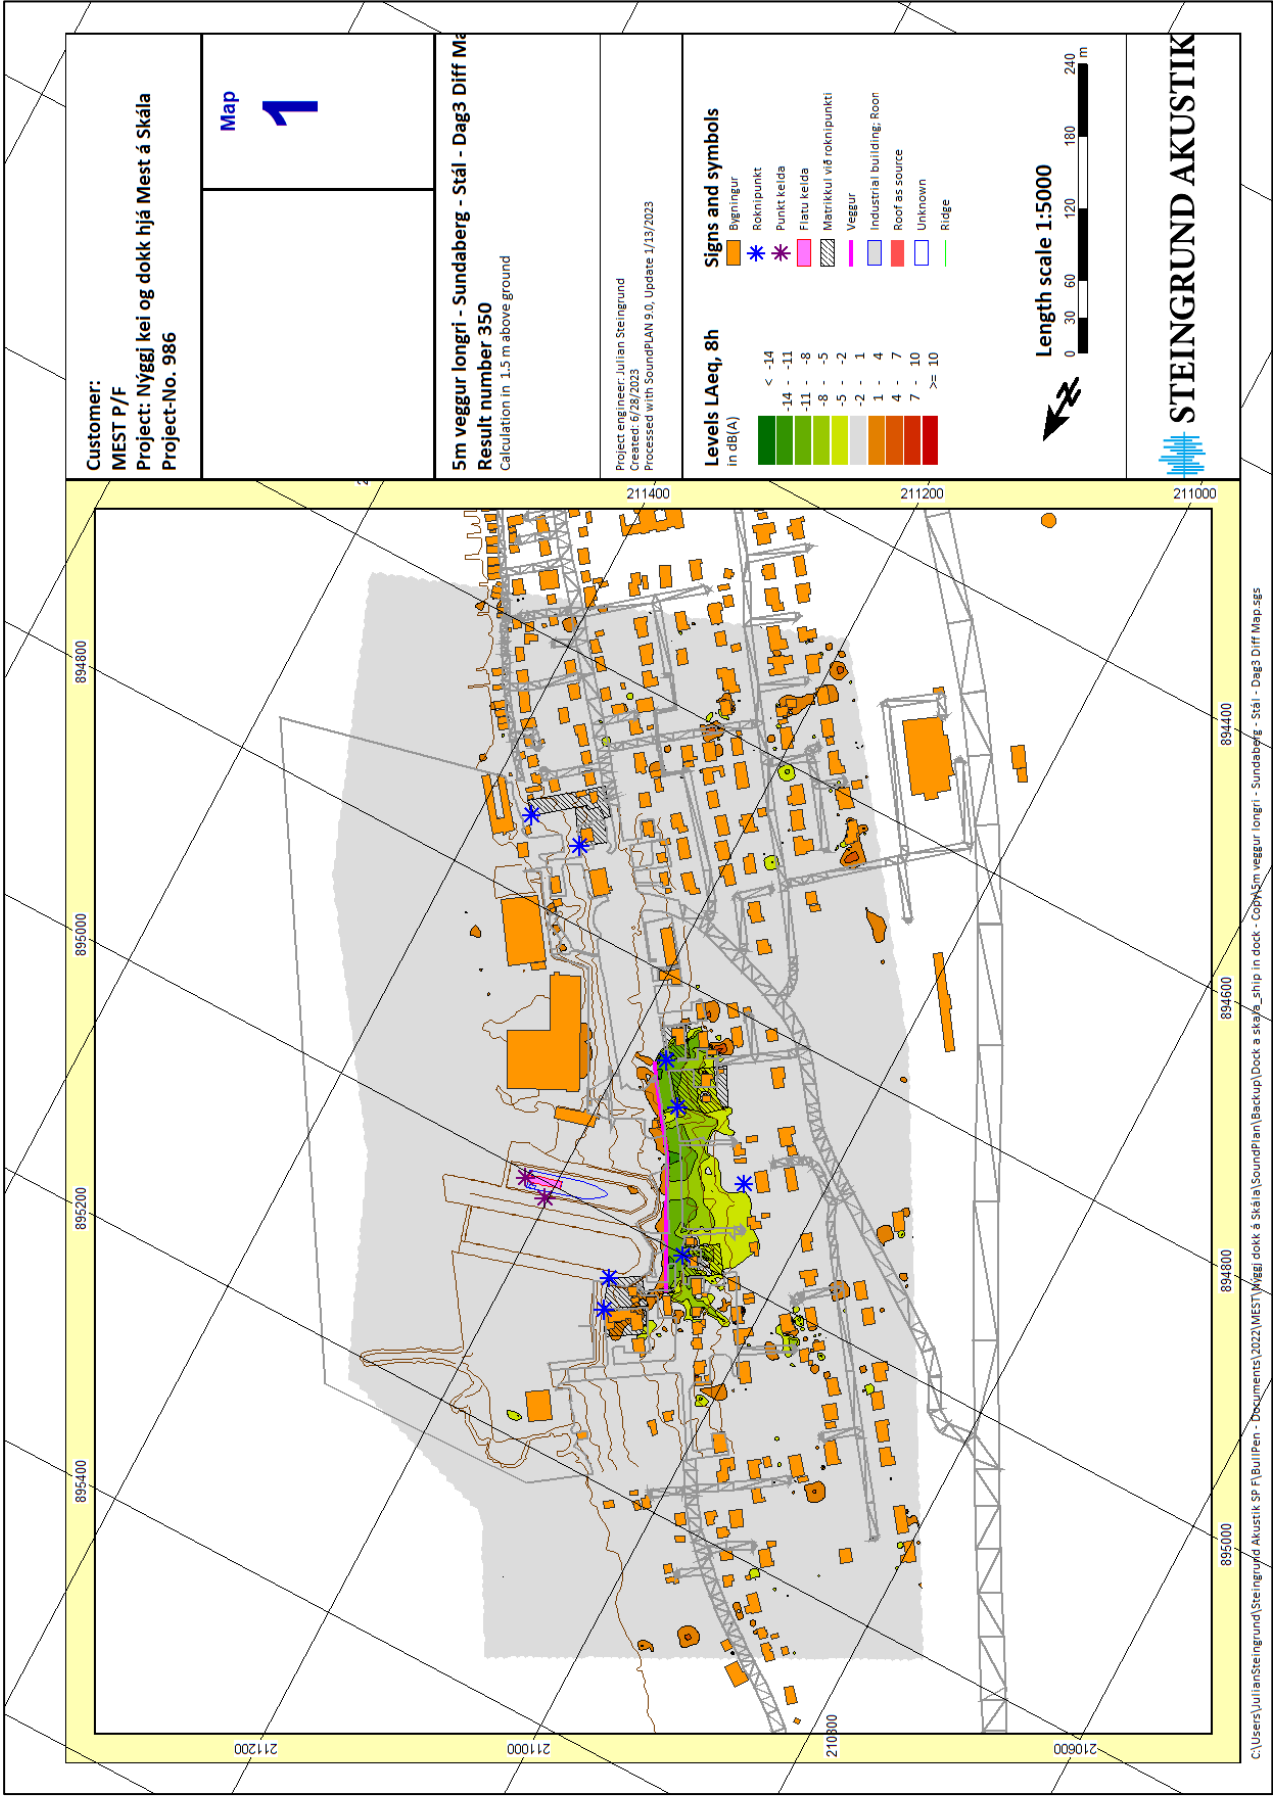 Customer:
MEST P/F
Project: Nýggj kei og dokk hjá Mest á Skála
Project-No. 986
Map
1
5m veggur longri - Sundaberg - Stál - Dag3 Diff Ma
Result number 350
Calculation in 1.5 m above ground
Project engineer: Julian Steingrund
Created: 6/28/2023
Processed with SoundPLAN 9.0, Update 1/13/2023
Levels LAeq, 8h
in dB(A)
< -14
-14 - -11
-11 - -8
-8 - -5
-5 - -2
-2 - 1
1 - 4
4 - 7
7 - 10
>= 10
Signs and symbols
Bygningur
Roknipunkt
Punkt kelda
Flatu kelda
Matrikkul við roknipunkti
Veggur
Industrial building; Roon
Roof as source
Unknown
Ridge
Length scale 1:5000
0 30 60 120 180 240
m
N
STEINGRUND AKUSTIK
895400
895200
895000
894800
211400
211200
211000
211200
211000
210800
210600
895000
894800
894600
894400
C:\Users\JulianSteingrund\Steingrund Akustik SP F\BullPen - Documents\2022\MEST\Nýggj dokk á Skála\SoundPlan\Backup\Dock a skala_ship in dock - Copy\5m veggur longri - Sundaberg - Stál - Dag3 Diff Map.sgs